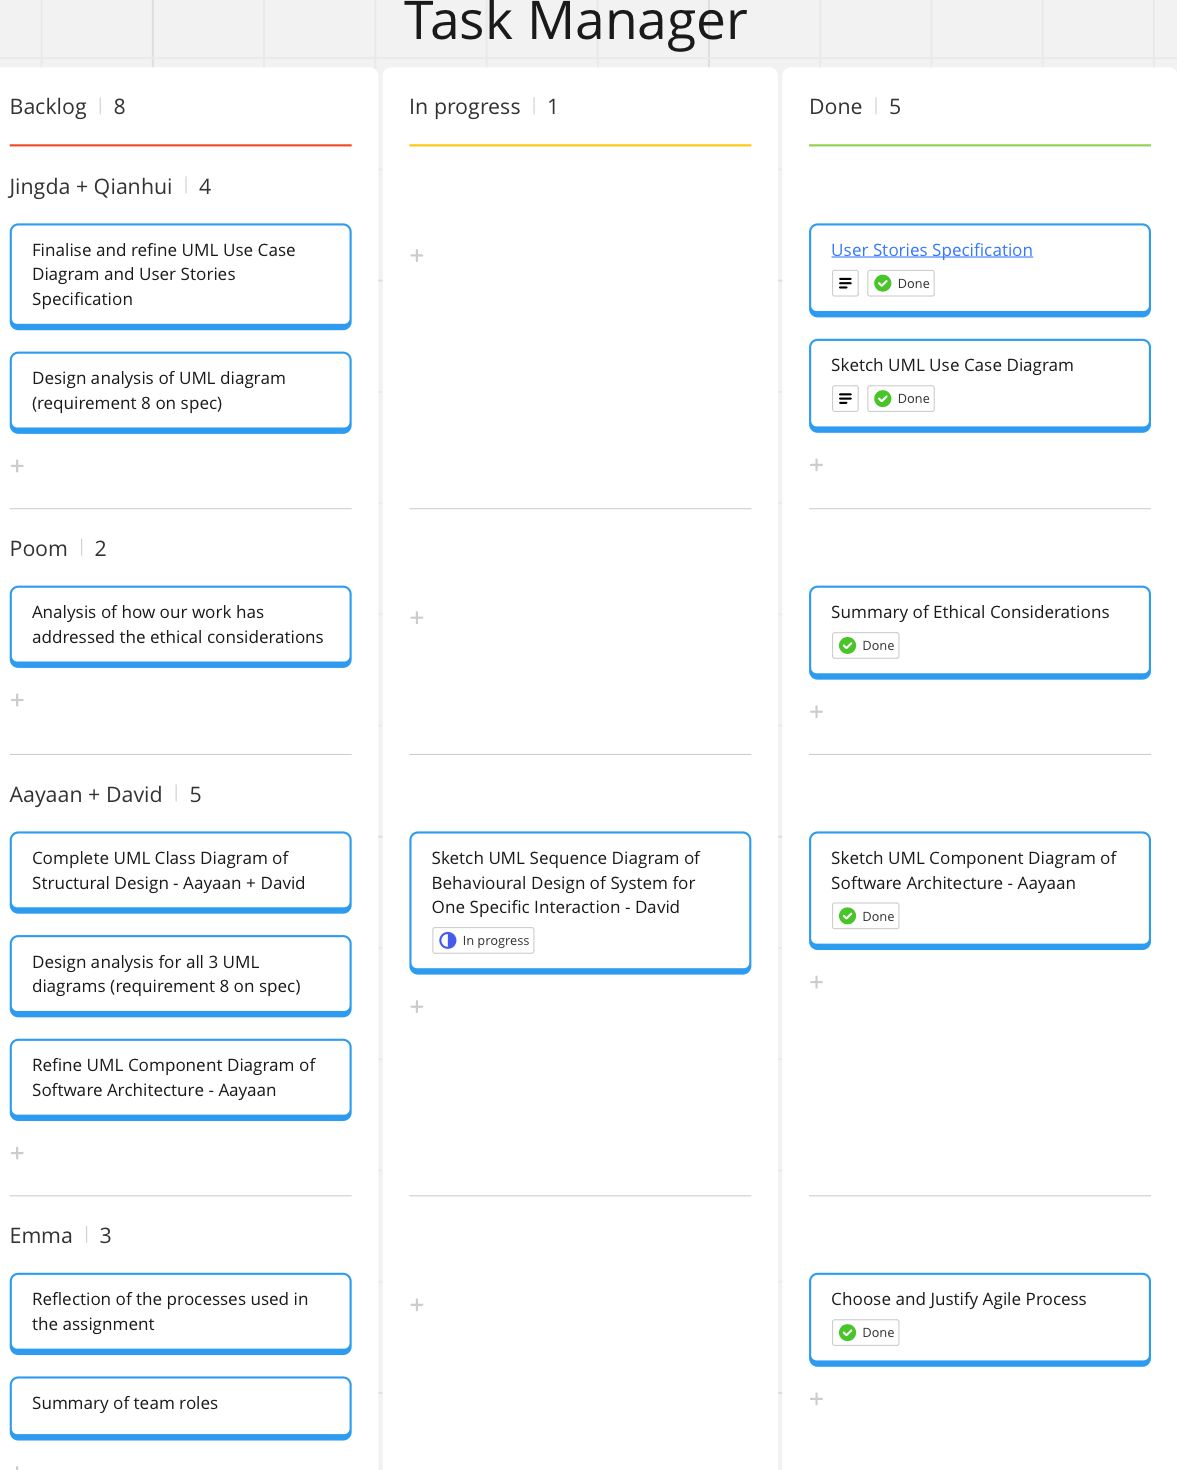 Task Manager
Backlog | 8
In progress | 1
Done | 5
Jingda + Qianhui | 4
Finalise and refine UML Use Case
Diagram and User Stories
Specification
Design analysis of UML diagram
(requirement 8 on spec)
+
+
User Stories Specification
Done
Sketch UML Use Case Diagram
Done
+
Poom | 2
Analysis of how our work has
addressed the ethical considerations
+
+
Summary of Ethical Considerations
Done
+
Aayaan + David | 5
Complete UML Class Diagram of
Structural Design - Aayaan + David
Design analysis for all 3 UML
diagrams (requirement 8 on spec)
Refine UML Component Diagram of
Software Architecture - Aayaan
+
Sketch UML Sequence Diagram of
Behavioural Design of System for
One Specific Interaction - David
In progress
+
Sketch UML Component Diagram of
Software Architecture - Aayaan
Done
+
Emma | 3
Reflection of the processes used in
the assignment
Summary of team roles
+
Choose and Justify Agile Process
Done
+